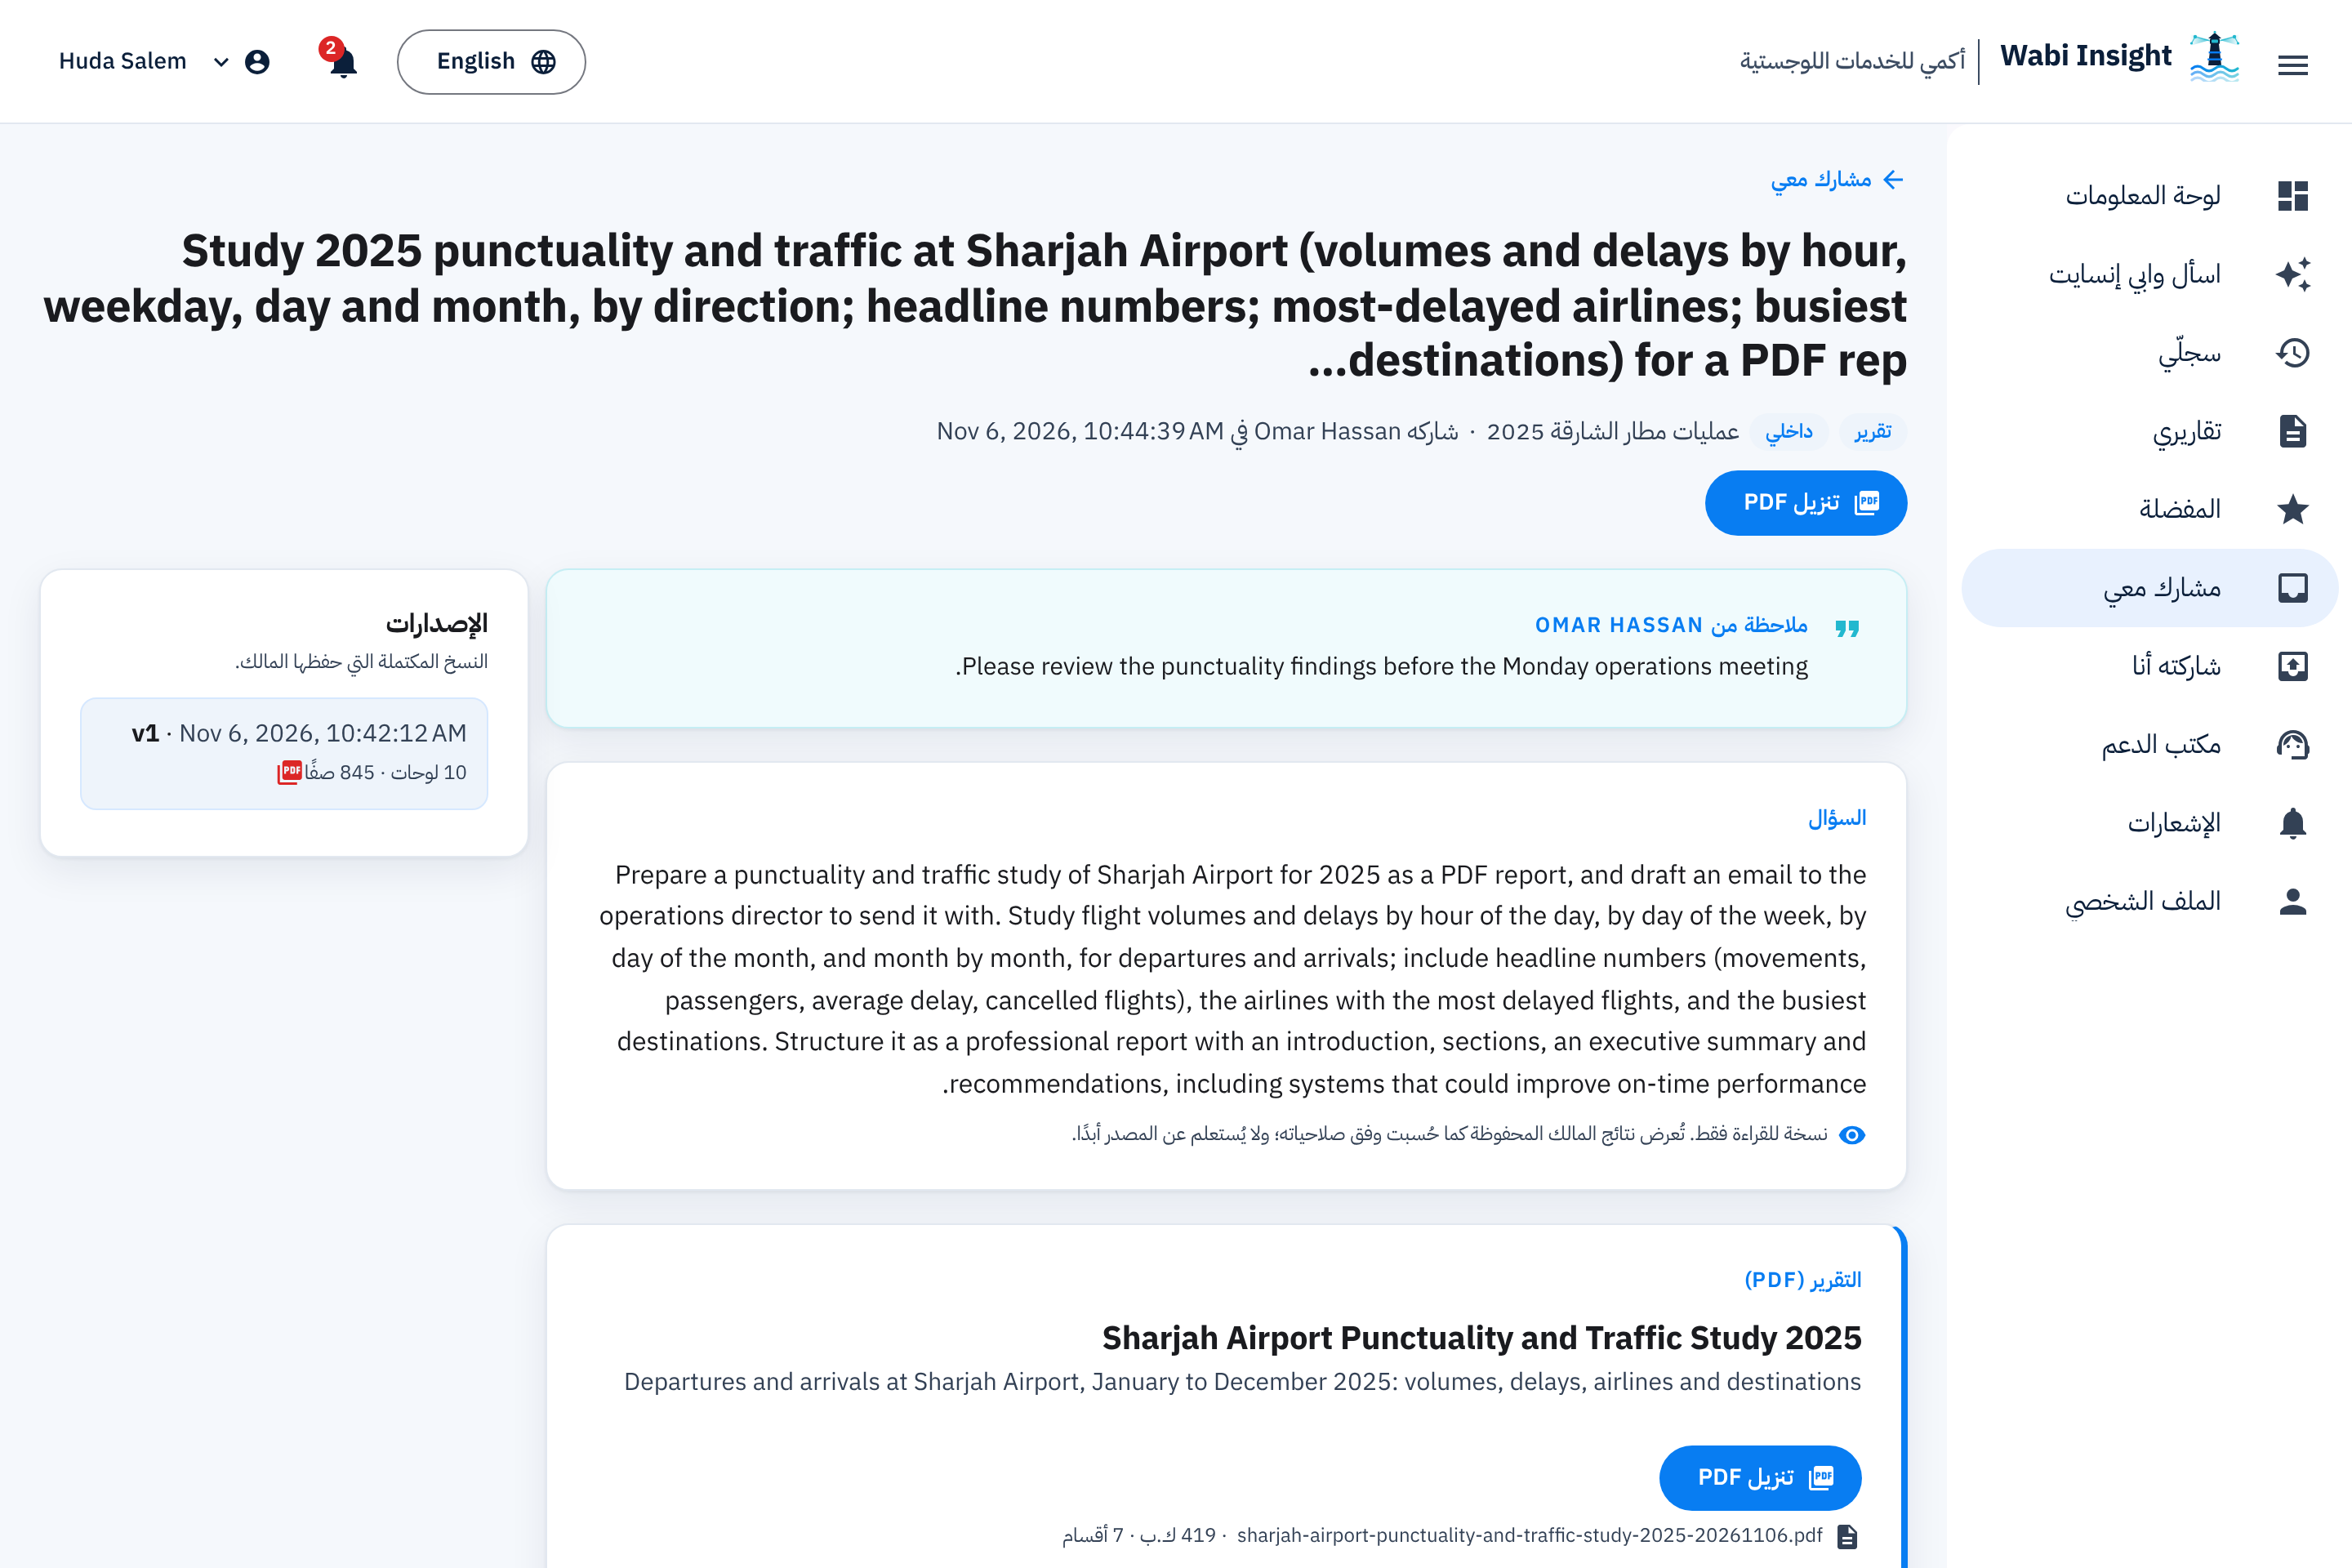 Wabi Insight
أكمي للخدمات اللوجستية
English
2
Huda Salem
لوحة المعلومات
اسأل وابي إنسايت
سجلّي
تقاريري
المفضلة
مشارك معي
شاركته أنا
مكتب الدعم
الإشعارات
الملف الشخصي
مشارك معي
Study 2025 punctuality and traffic at Sharjah Airport (volumes and delays by hour,
weekday, day and month, by direction; headline numbers; most-delayed airlines; busiest
destinations) for a PDF rep...
تقرير داخلي عمليات مطار الشارقة 2025 · شاركه Omar Hassan في Nov 6, 2026, 10:44:39 AM
تنزيل PDF
ملاحظة من OMAR HASSAN
Please review the punctuality findings before the Monday operations meeting.
السؤال
Prepare a punctuality and traffic study of Sharjah Airport for 2025 as a PDF report, and draft an email to the
operations director to send it with. Study flight volumes and delays by hour of the day, by day of the week, by
day of the month, and month by month, for departures and arrivals; include headline numbers (movements,
passengers, average delay, cancelled flights), the airlines with the most delayed flights, and the busiest
destinations. Structure it as a professional report with an introduction, sections, an executive summary and
recommendations, including systems that could improve on-time performance.
نسخة للقراءة فقط. تُعرض نتائج المالك المحفوظة كما حُسبت وفق صلاحياته؛ ولا يُستعلم عن المصدر أبدًا.
التقرير (PDF)
Sharjah Airport Punctuality and Traffic Study 2025
Departures and arrivals at Sharjah Airport, January to December 2025: volumes, delays, airlines and destinations
تنزيل PDF
sharjah-airport-punctuality-and-traffic-study-2025-20261106.pdf · 419 ك.ب · 7 أقسام
الإصدارات
النسخ المكتملة التي حفظها المالك.
v1 · Nov 6, 2026, 10:42:12 AM
10 لوحات · 845 صفًا PDF